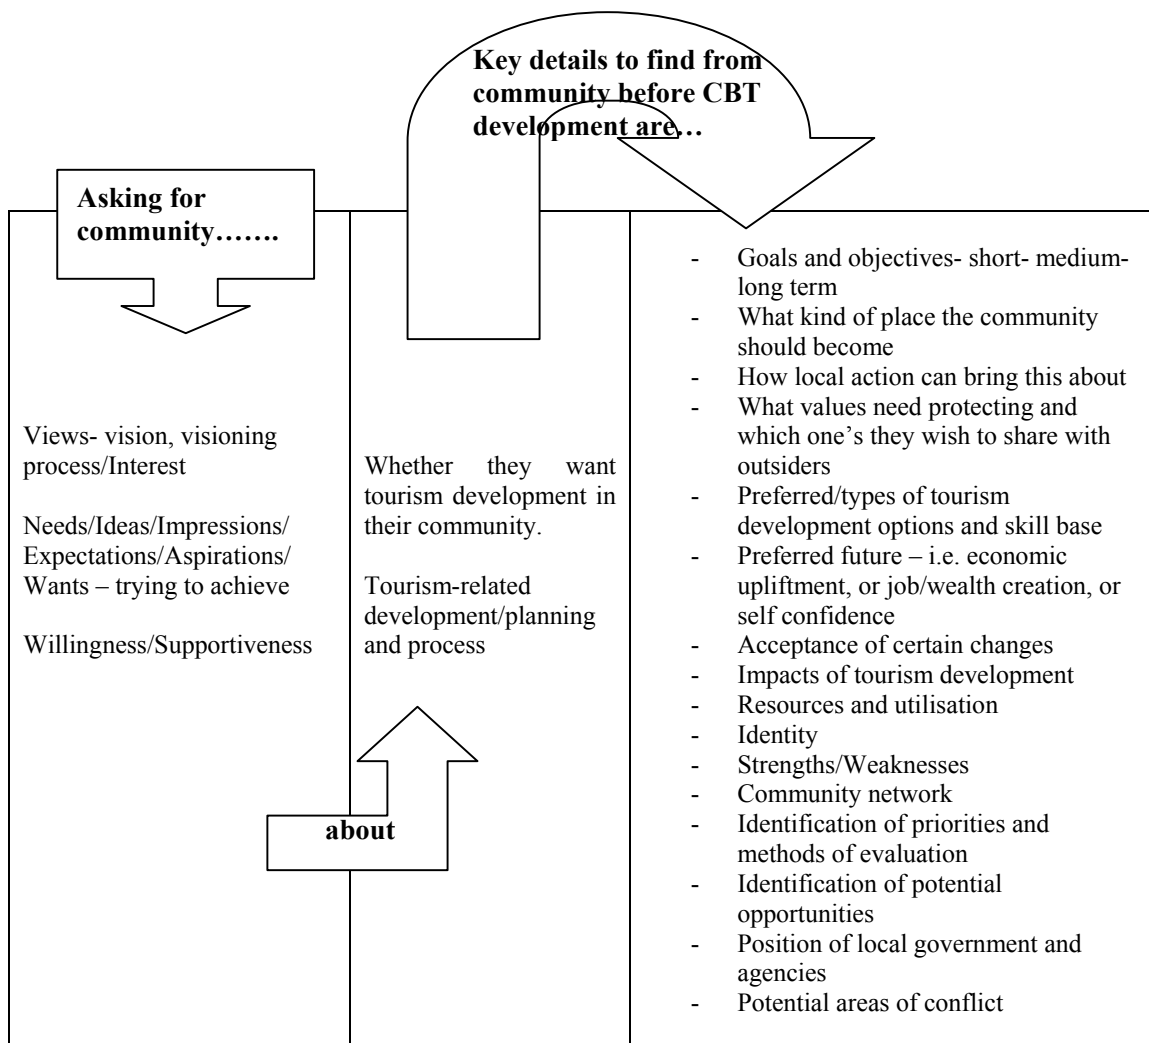 Key details to find from
community before CBT
development are…
Asking for
community…….
Views- vision, visioning
process/Interest
Needs/Ideas/Impressions/
Expectations/Aspirations/
Wants – trying to achieve
Willingness/Supportiveness
about
Whether they want
tourism development in
their community.
Tourism-related
development/planning
and process
- Goals and objectives- short- medium-
long term
- What kind of place the community
should become
- How local action can bring this about
- What values need protecting and
which one’s they wish to share with
outsiders
- Preferred/types of tourism
development options and skill base
- Preferred future – i.e. economic
upliftment, or job/wealth creation, or
self confidence
- Acceptance of certain changes
- Impacts of tourism development
- Resources and utilisation
- Identity
- Strengths/Weaknesses
- Community network
- Identification of priorities and
methods of evaluation
- Identification of potential
opportunities
- Position of local government and
agencies
- Potential areas of conflict